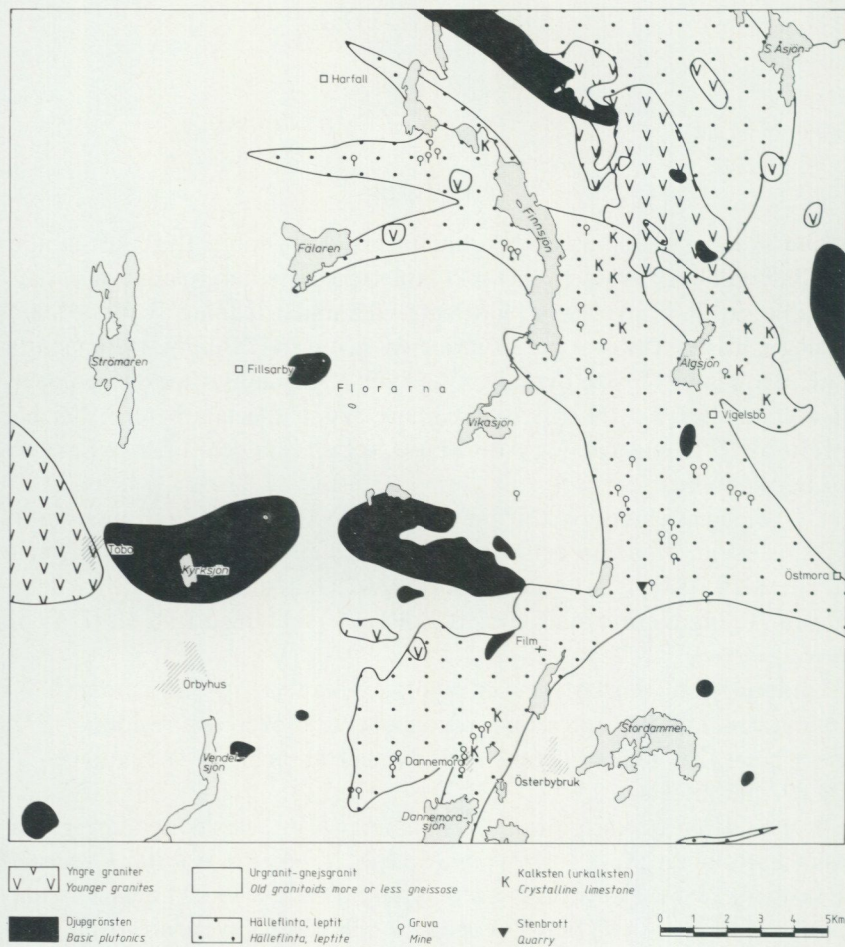 S Åsjön
Harfall
K
Finnsjön
Fälaren
Strömaren
Fillsarby
Florarna
Älgsjön
Vigelsbo
Vikasjön
Tobo
Kyrksjön
Östmora
Film
Örbyhus
Vendel-
sjön
Dannemora
Stordammen
Österbybruk
Dannemora-
sjön
Yngre graniter
Younger granites
Urgranit-gnejsgranit
Old granitoids more or less gneissose
K Kalksten (urkalksten)
Crystalline limestone
Djupgrönsten
Basic plutonics
Hälleflinta, leptit
Hälleflinta, leptite
Gruva
Mine
Stenbrott
Quarry
0 1 2 3 4 5Km